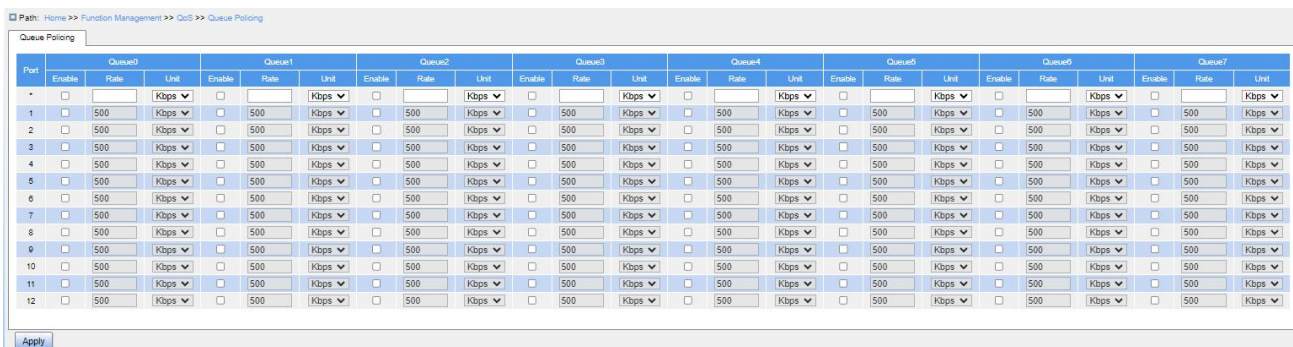 Path: Home >> Function Management >> QoS >> Queue Policing
Queue Policing
Port Queue0 Queue1 Queue2 Queue3 Queue4 Queue5 Queue6 Queue7
Enable Rate Unit Enable Rate Unit Enable Rate Unit Enable Rate Unit Enable Rate Unit Enable Rate Unit Enable Rate Unit Enable Rate Unit
* Kbps Kbps Kbps Kbps Kbps Kbps Kbps Kbps
1 500 Kbps 500 Kbps 500 Kbps 500 Kbps 500 Kbps 500 Kbps 500 Kbps 500 Kbps
2 500 Kbps 500 Kbps 500 Kbps 500 Kbps 500 Kbps 500 Kbps 500 Kbps 500 Kbps
3 500 Kbps 500 Kbps 500 Kbps 500 Kbps 500 Kbps 500 Kbps 500 Kbps 500 Kbps
4 500 Kbps 500 Kbps 500 Kbps 500 Kbps 500 Kbps 500 Kbps 500 Kbps 500 Kbps
5 500 Kbps 500 Kbps 500 Kbps 500 Kbps 500 Kbps 500 Kbps 500 Kbps 500 Kbps
6 500 Kbps 500 Kbps 500 Kbps 500 Kbps 500 Kbps 500 Kbps 500 Kbps 500 Kbps
7 500 Kbps 500 Kbps 500 Kbps 500 Kbps 500 Kbps 500 Kbps 500 Kbps 500 Kbps
8 500 Kbps 500 Kbps 500 Kbps 500 Kbps 500 Kbps 500 Kbps 500 Kbps 500 Kbps
9 500 Kbps 500 Kbps 500 Kbps 500 Kbps 500 Kbps 500 Kbps 500 Kbps 500 Kbps
10 500 Kbps 500 Kbps 500 Kbps 500 Kbps 500 Kbps 500 Kbps 500 Kbps 500 Kbps
11 500 Kbps 500 Kbps 500 Kbps 500 Kbps 500 Kbps 500 Kbps 500 Kbps 500 Kbps
12 500 Kbps 500 Kbps 500 Kbps 500 Kbps 500 Kbps 500 Kbps 500 Kbps 500 Kbps
Apply